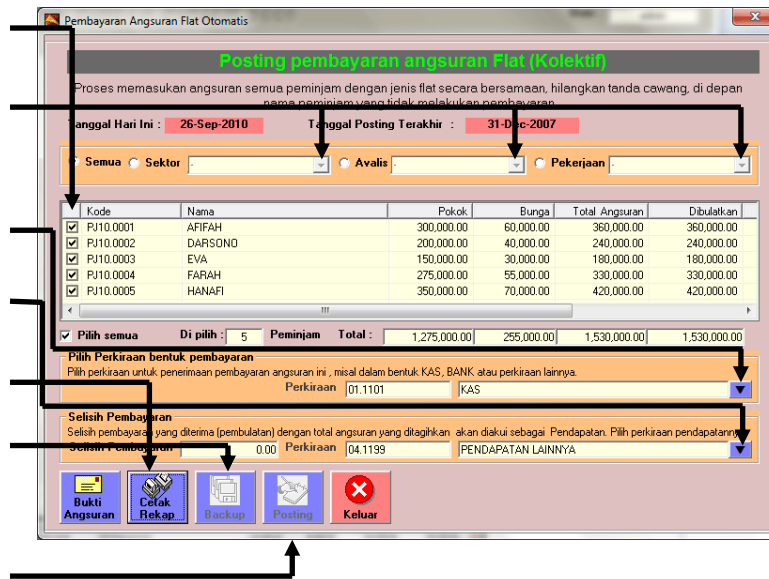 Pembayaran Angsuran Flat Otomatis
Posting pembayaran angsuran Flat (Kolektif)
Proses memasukan angsuran semua peminjam dengan jenis flat secara bersamaan, hilangkan tanda cawang, di depan
nama peminjam yang tidak melakukan pembayaran
Tanggal Hari Ini : 26-Sep-2010 Tanggal Posting Terakhir : 31-Dec-2007
Semua Sektor - Avalis - Pekerjaan -
Kode Nama Pokok Bunga Total Angsuran Dibulatkan
PJ10.0001 AFIFAH 300,000.00 60,000.00 360,000.00 360,000.00
PJ10.0002 DARSONO 200,000.00 40,000.00 240,000.00 240,000.00
PJ10.0003 EVA 150,000.00 30,000.00 180,000.00 180,000.00
PJ10.0004 FARAH 275,000.00 55,000.00 330,000.00 330,000.00
PJ10.0005 HANAFI 350,000.00 70,000.00 420,000.00 420,000.00
Pilih semua Di pilih : 5 Peminjam Total : 1,275,000.00 255,000.00 1,530,000.00 1,530,000.00
Pilih Perkiraan bentuk pembayaran
Pilih perkiraan untuk penerimaan pembayaran angsuran ini , misal dalam bentuk KAS, BANK atau perkiraan lainnya.
Perkiraan 01.1101 KAS
Selisih Pembayaran
Selisih pembayaran yang diterima (pembulatan) dengan total angsuran yang ditagihkan akan diakui sebagai Pendapatan. Pilih perkiraan pendapatannya
Selisih Pembayaran 0.00 Perkiraan 04.1199 PENDAPATAN LAINNYA
Bukti Angsuran
Cetak Rekap
Backup
Posting
Keluar